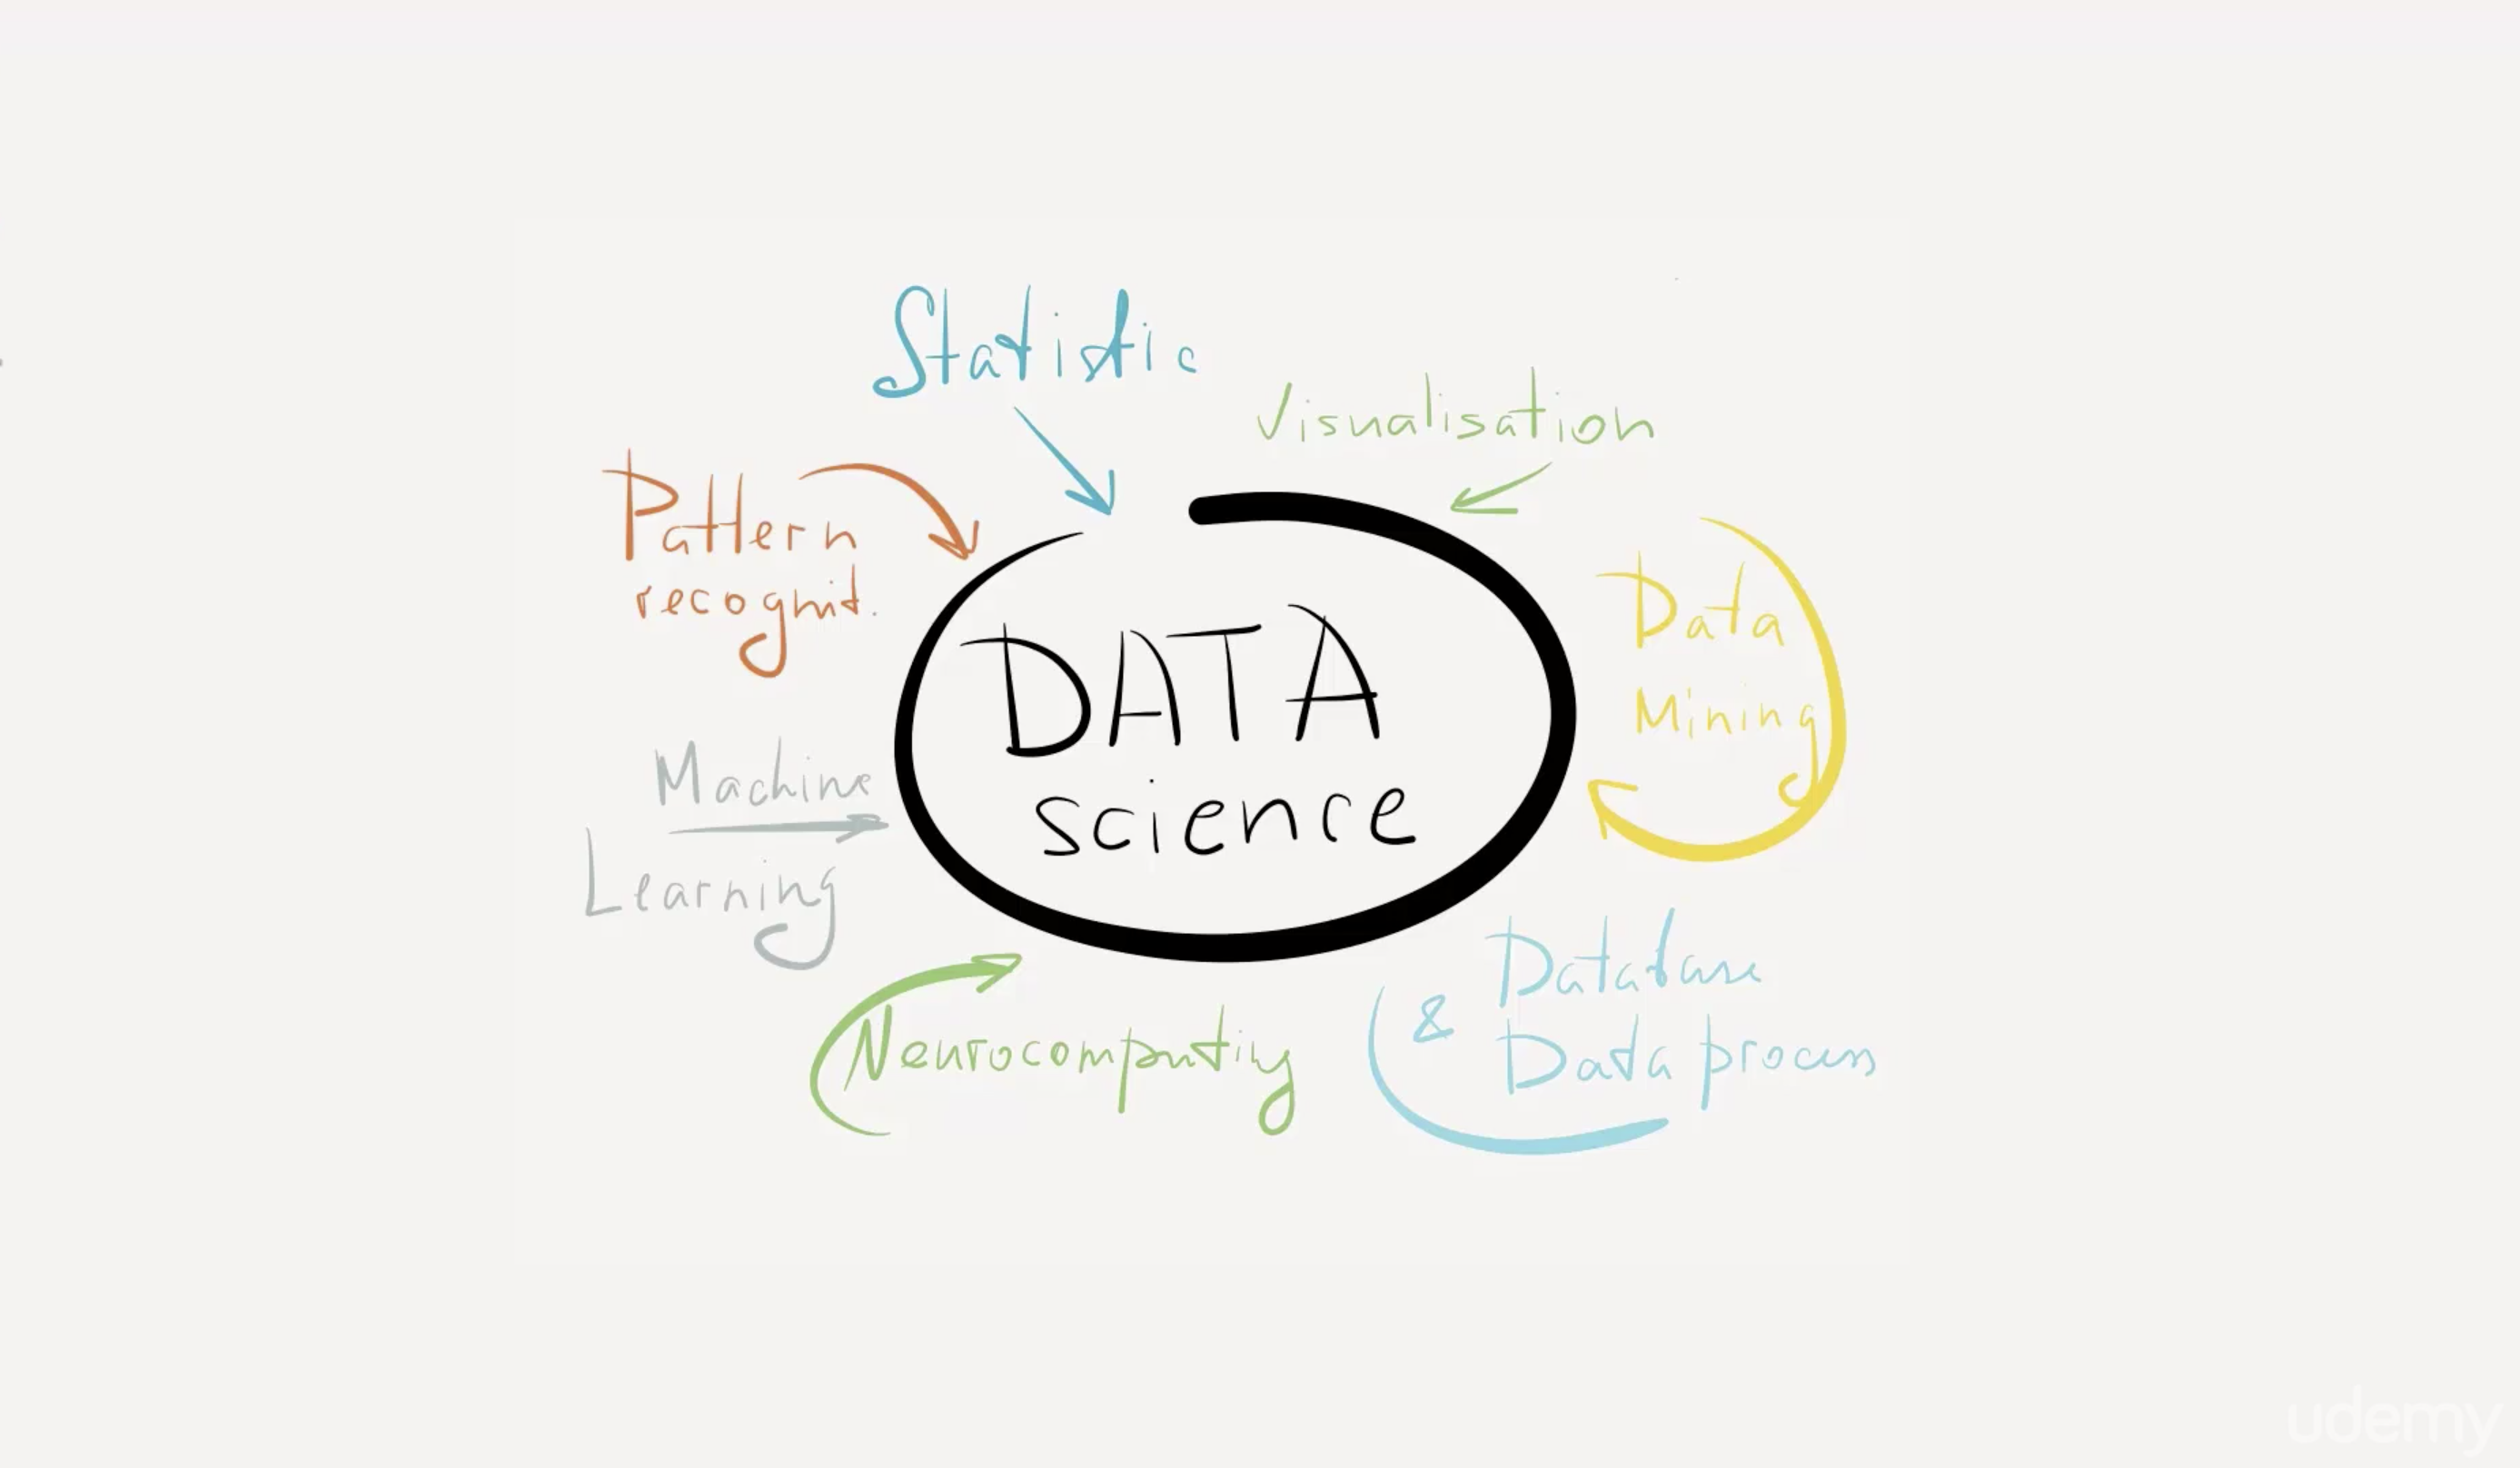 Statistic
Visualisation
Pattern
recognit.
DATA
science
Data
Mining
Machine
Learning
Database
& Data process
Neurocomputing
udemy